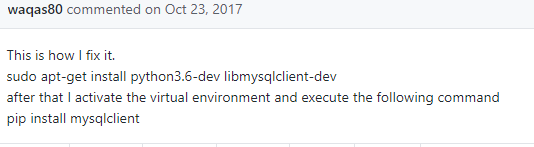 waqas80 commented on Oct 23, 2017
This is how I fix it.
sudo apt-get install python3.6-dev libmysqlclient-dev
after that I activate the virtual environment and execute the following command
pip install mysqlclient